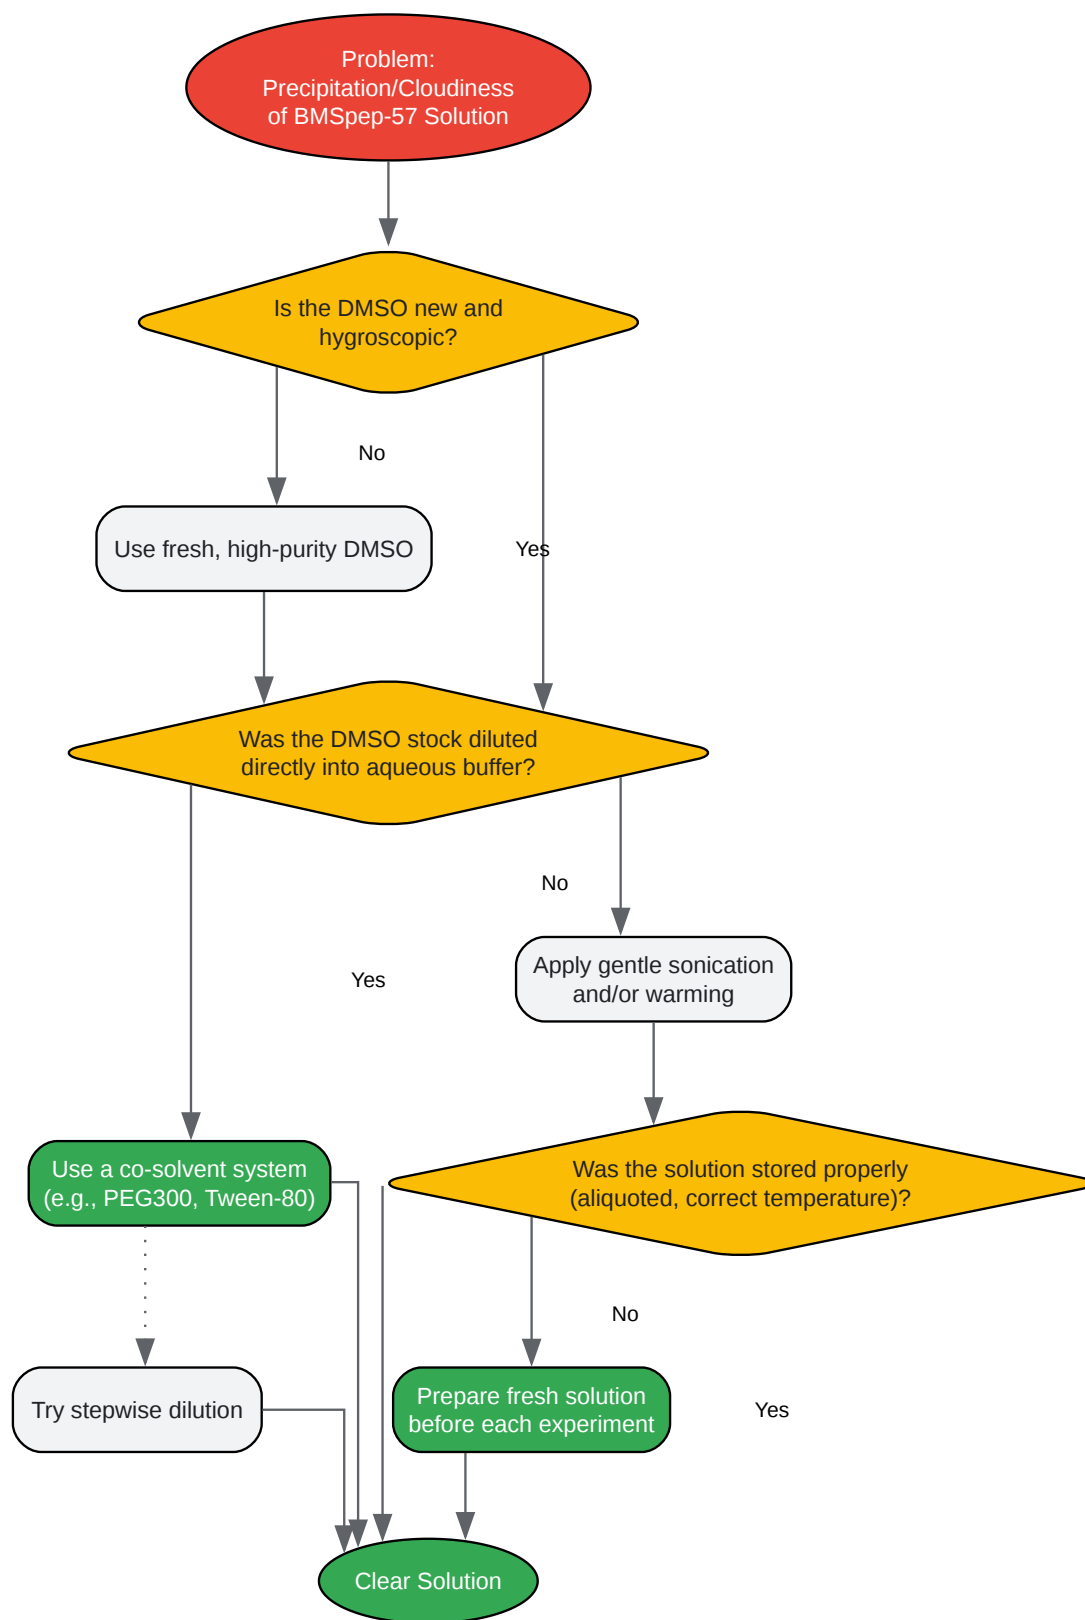 Problem:
Precipitation/Cloudiness
of BMSpep-57 Solution
Is the DMSO new and
hygroscopic?
No
Use fresh, high-purity DMSO
Yes
Was the DMSO stock diluted
directly into aqueous buffer?
No
Apply gentle sonication
and/or warming
Yes
Use a co-solvent system
(e.g., PEG300, Tween-80)
Was the solution stored properly
(aliquoted, correct temperature)?
No
Try stepwise dilution
Prepare fresh solution
before each experiment
Yes
Clear Solution